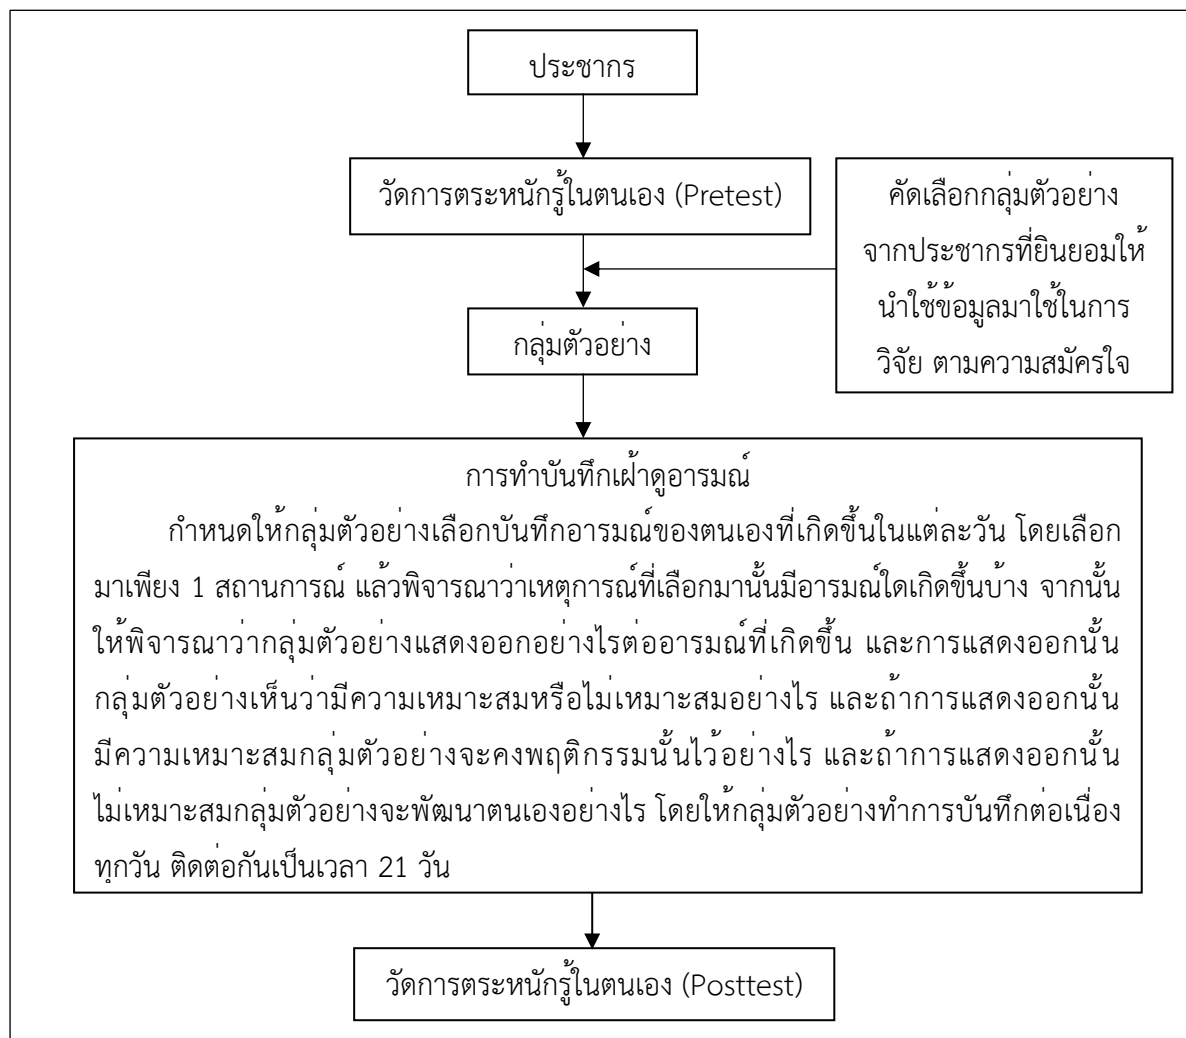 ประชากร
วัดการตระหนักรู้ในตนเอง (Pretest)
คัดเลือกกลุ่มตัวอย่าง
จากประชากรที่ยินยอมให้
นำใช้ข้อมูลมาใช้ในการ
วิจัย ตามความสมัครใจ
กลุ่มตัวอย่าง
การทำบันทึกเฝ้าดูอารมณ์
กำหนดให้กลุ่มตัวอย่างเลือกบันทึกอารมณ์ของตนเองที่เกิดขึ้นในแต่ละวัน โดยเลือก
มาเพียง 1 สถานการณ์ แล้วพิจารณาว่าเหตุการณ์ที่เลือกมานั้นมีอารมณ์ใดเกิดขึ้นบ้าง จากนั้น
ให้พิจารณาว่ากลุ่มตัวอย่างแสดงออกอย่างไรต่ออารมณ์ที่เกิดขึ้น และการแสดงออกนั้น
กลุ่มตัวอย่างเห็นว่ามีความเหมาะสมหรือไม่เหมาะสมอย่างไร และถ้าการแสดงออกนั้น
มีความเหมาะสมกลุ่มตัวอย่างจะคงพฤติกรรมนั้นไว้อย่างไร และถ้าการแสดงออกนั้น
ไม่เหมาะสมกลุ่มตัวอย่างจะพัฒนาตนเองอย่างไร โดยให้กลุ่มตัวอย่างทำการบันทึกต่อเนื่อง
ทุกวัน ติดต่อกันเป็นเวลา 21 วัน
วัดการตระหนักรู้ในตนเอง (Posttest)